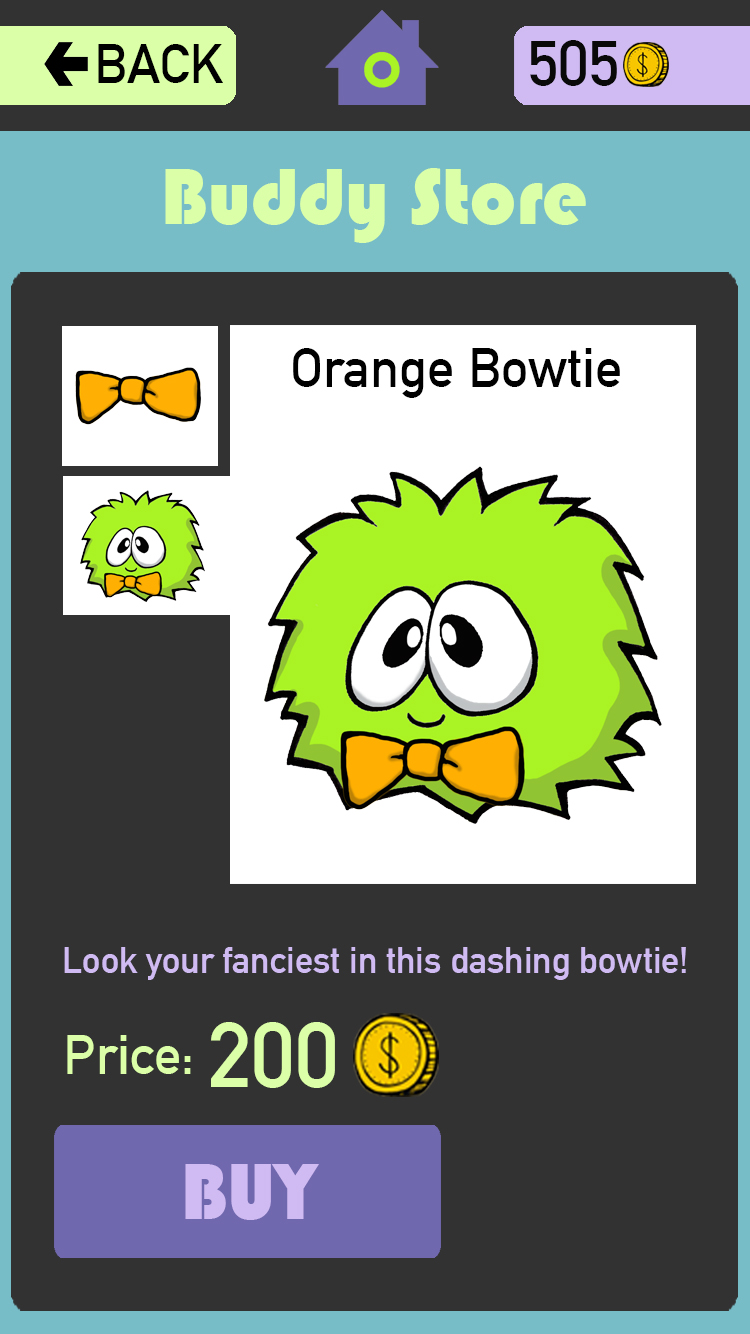 BACK
505
Buddy Store
Orange Bowtie
Look your fanciest in this dashing bowtie!
Price: 200
BUY